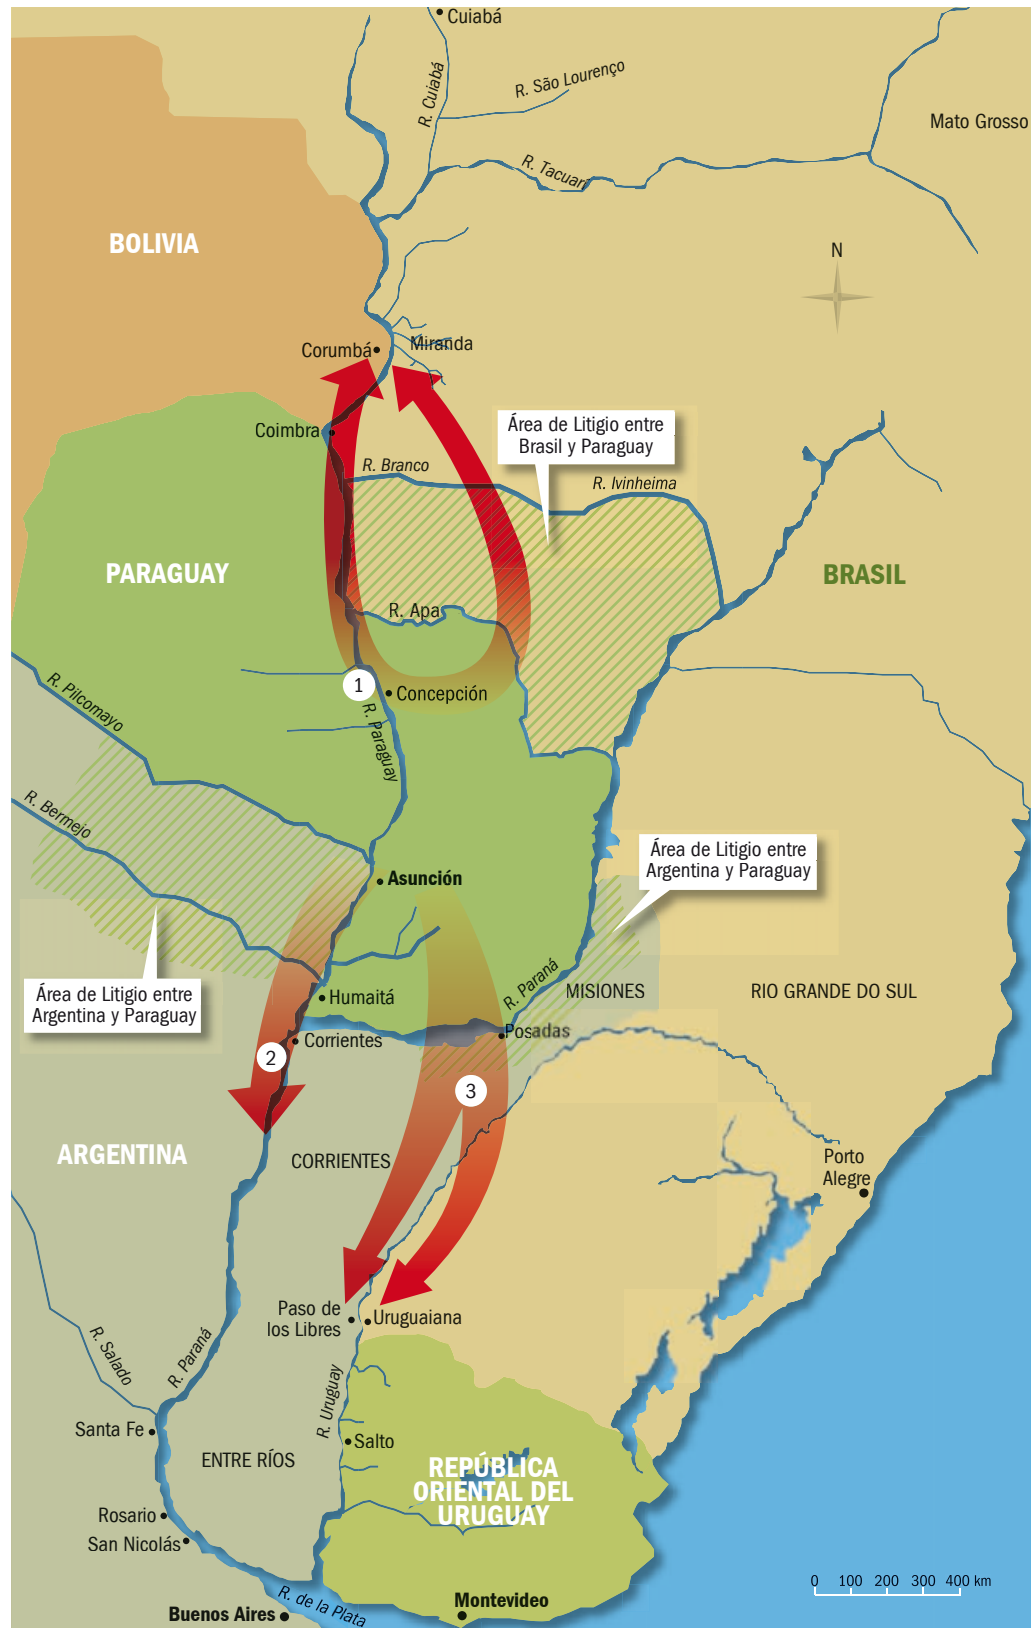 Cuiabá
R. Cuiabá
R. São Lourenço
Mato Grosso
R. Tacuari
BOLIVIA
N
Corumbá
Miranda
Coimbra
Área de Litigio entre
Brasil y Paraguay
R. Branco
R. Ivinheima
PARAGUAY
BRASIL
R. Apa
1
Concepción
R. Pilcomayo
R. Paraguay
R. Bermejo
Asunción
Área de Litigio entre
Argentina y Paraguay
Área de Litigio entre
Argentina y Paraguay
Humaitá
R. Paraná
MISIONES
RIO GRANDE DO SUL
Corrientes
Posadas
2
3
ARGENTINA
CORRIENTES
Porto
Alegre
Paso de
los Libres
Uruguaiana
R. Salado
R. Paraná
R. Uruguay
Santa Fe
Salto
ENTRE RÍOS
REPÚBLICA
ORIENTAL DEL
URUGUAY
Rosario
San Nicolás
0 100 200 300 400 km
R. de la Plata
Buenos Aires
Montevideo